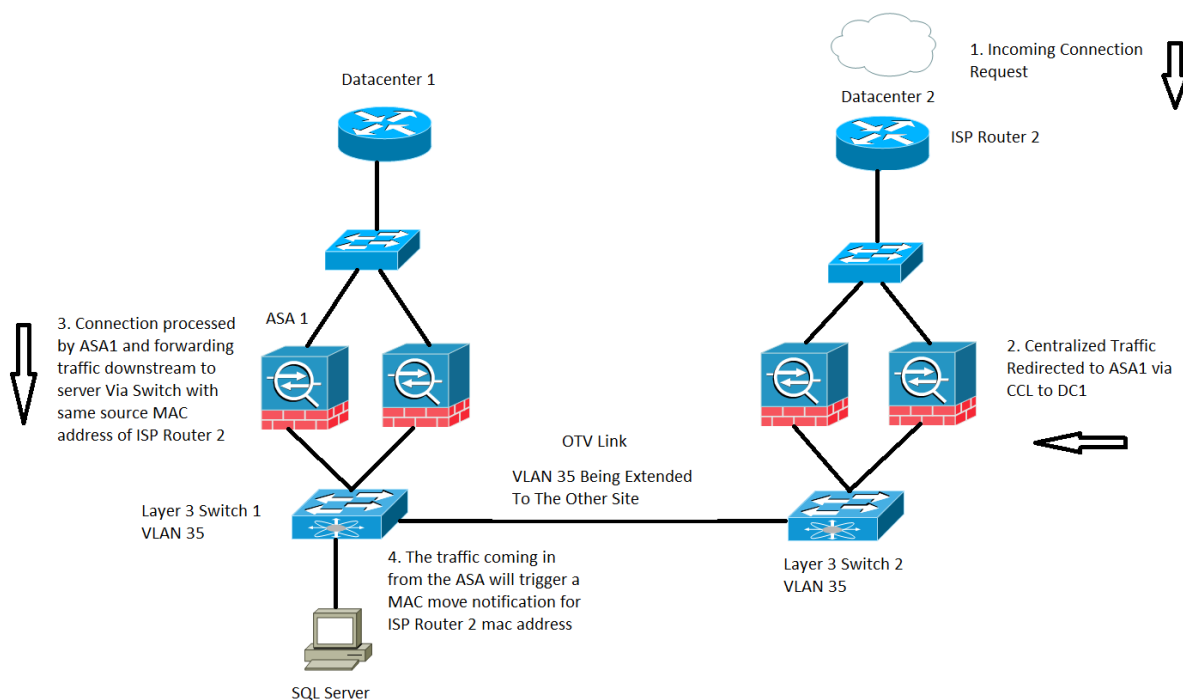 1. Incoming Connection
Request
Datacenter 1
Datacenter 2
ISP Router 2
3. Connection processed
by ASA1 and forwarding
traffic downstream to
server Via Switch with
same source MAC
address of ISP Router 2
ASA 1
2. Centralized Traffic
Redirected to ASA1 via
CCL to DC1
OTV Link
VLAN 35 Being Extended
To The Other Site
Layer 3 Switch 1
VLAN 35
4. The traffic coming in
from the ASA will trigger a
MAC move notification for
ISP Router 2 mac address
Layer 3 Switch 2
VLAN 35
SQL Server